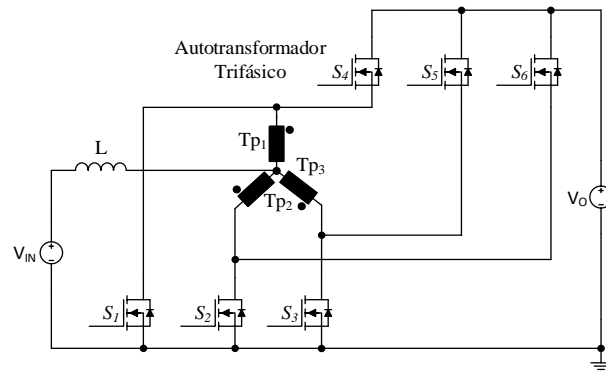 Autotransformador
Trifásico
S4
S5
S6
Tp1
L
Tp3
Tp2
VIN
VO
S1
S2
S3